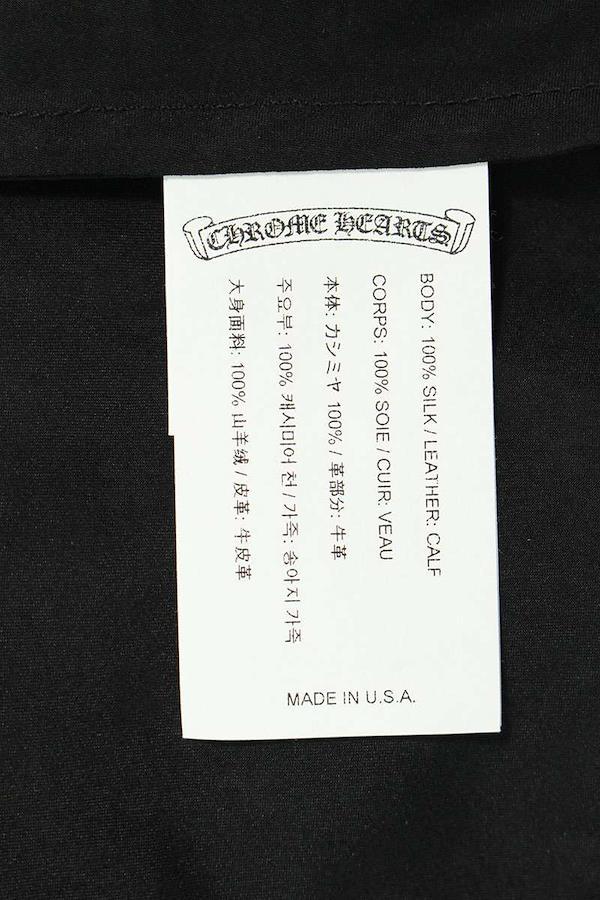 CHROME HEARTS
BODY: 100% SILK / LEATHER: CALF
CORPS: 100% SOIE / CUIR: VEAU
本体: カシミヤ 100% / 革部分: 牛革
주요부: 100% 캐시미어 천 / 가죽: 송아지 가죽
大身面料: 100% 山羊绒 / 皮革: 牛皮革
MADE IN U.S.A.